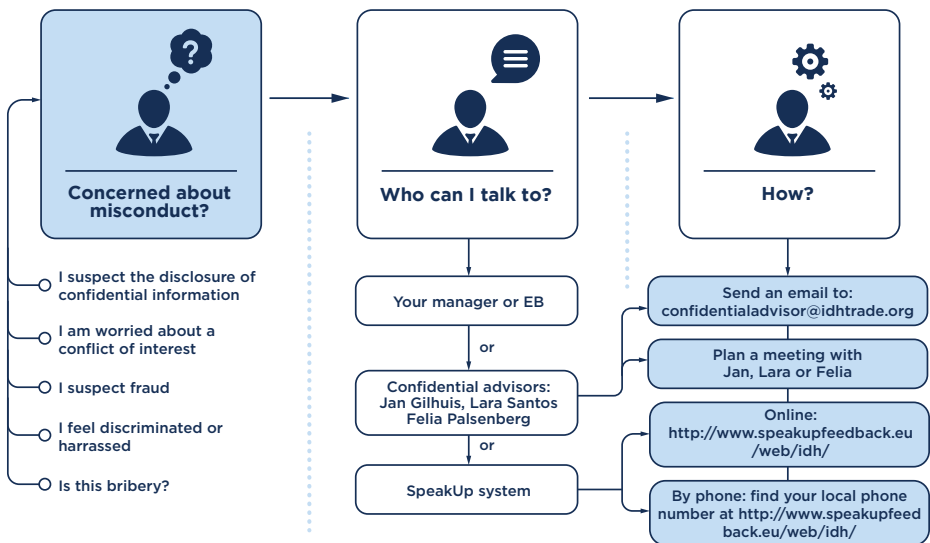 ?
Concerned about
misconduct?
I suspect the disclosure of
confidential information
I am worried about a
conflict of interest
I suspect fraud
I feel discriminated or
harrassed
Is this bribery?
Who can I talk to?
Your manager or EB
or
Confidential advisors:
Jan Gilhuis, Lara Santos
Felia Palsenberg
or
SpeakUp system
How?
Send an email to:
confidentialadvisor@idhtrade.org
Plan a meeting with
Jan, Lara or Felia
Online:
http://www.speakupfeedback.eu
/web/idh/
By phone: find your local phone
number at http://www.speakupfeed
back.eu/web/idh/